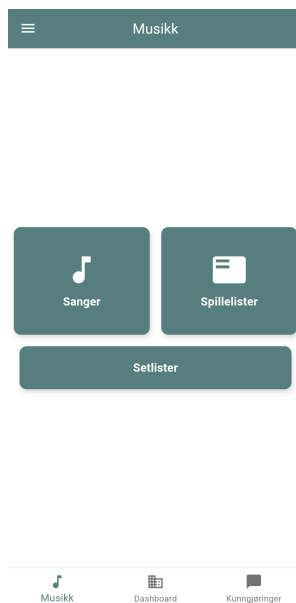 Musikk
Sanger
Spillelister
Setlister
Musikk
Dashboard
Kunngjøringer